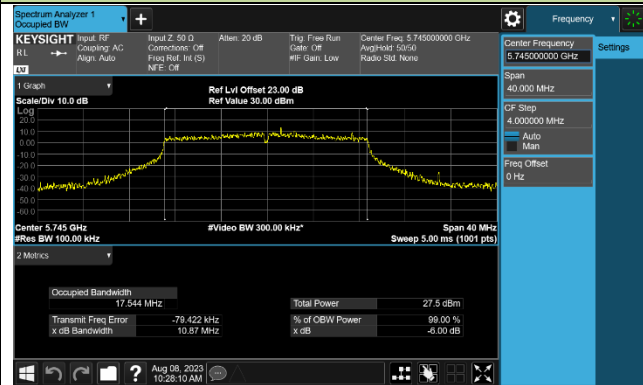 Spectrum Analyzer 1
Occupied BW
Frequency
KEYSIGHT
RL
LXI
Input: RF
Coupling: AC
Align: Auto
Input Z: 50 Ω
Corrections: Off
Freq Ref: Int (S)
NFE: Off
Atten: 20 dB
Trig: Free Run
Gate: Off
#IF Gain: Low
Center Freq: 5.745000000 GHz
Avg|Hold: 50/50
Radio Std: None
Center Frequency
5.745000000 GHz
Settings
Span
40.000 MHz
CF Step
4.000000 MHz
Auto
Man
Freq Offset
0 Hz
1 Graph
Scale/Div 10.0 dB
Ref Lvl Offset 23.00 dB
Ref Value 30.00 dBm
Log
20.0
10.0
0.00
-10.0
-20.0
-30.0
-40.0
-50.0
-60.0
Center 5.745 GHz
#Video BW 300.00 kHz*
Span 40 MHz
#Res BW 100.00 kHz
Sweep 5.00 ms (1001 pts)
2 Metrics
Occupied Bandwidth
17.544 MHz
Total Power
27.5 dBm
Transmit Freq Error
-79.422 kHz
% of OBW Power
99.00 %
x dB Bandwidth
10.87 MHz
x dB
-6.00 dB
Aug 08, 2023
10:28:10 AM